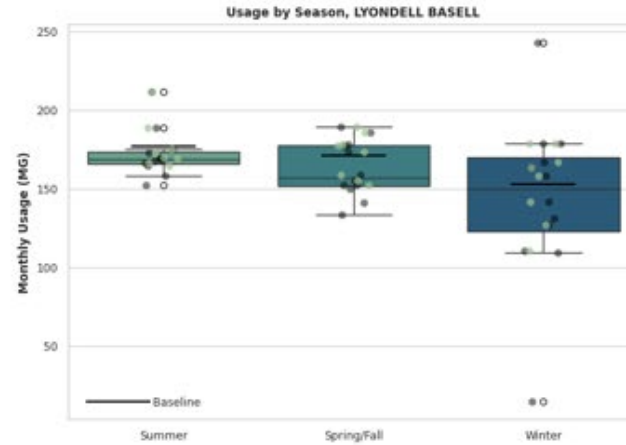 Usage by Season, LYONDELL BASELL
Monthly Usage (MG)
250
200
150
100
50
Baseline
Summer
Spring/Fall
Winter